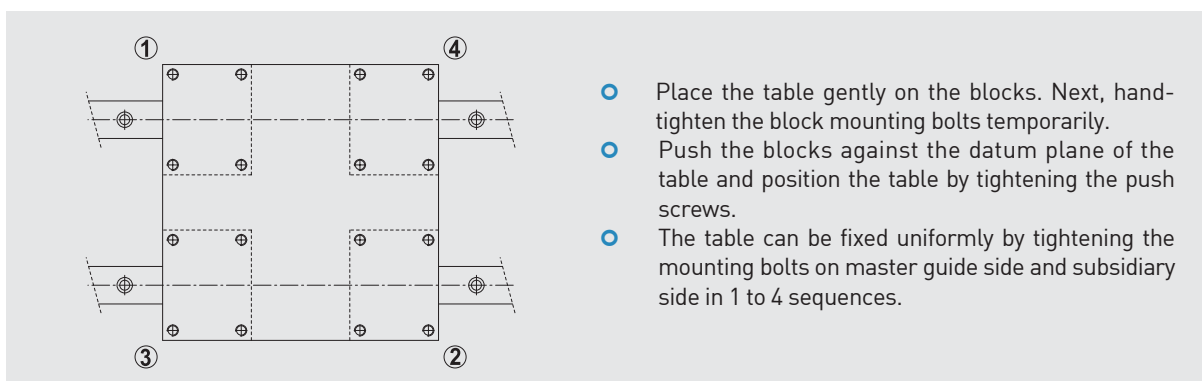 ① ④
③ ②
Place the table gently on the blocks. Next, hand-
tighten the block mounting bolts temporarily.
Push the blocks against the datum plane of the
table and position the table by tightening the push
screws.
The table can be fixed uniformly by tightening the
mounting bolts on master guide side and subsidiary
side in 1 to 4 sequences.